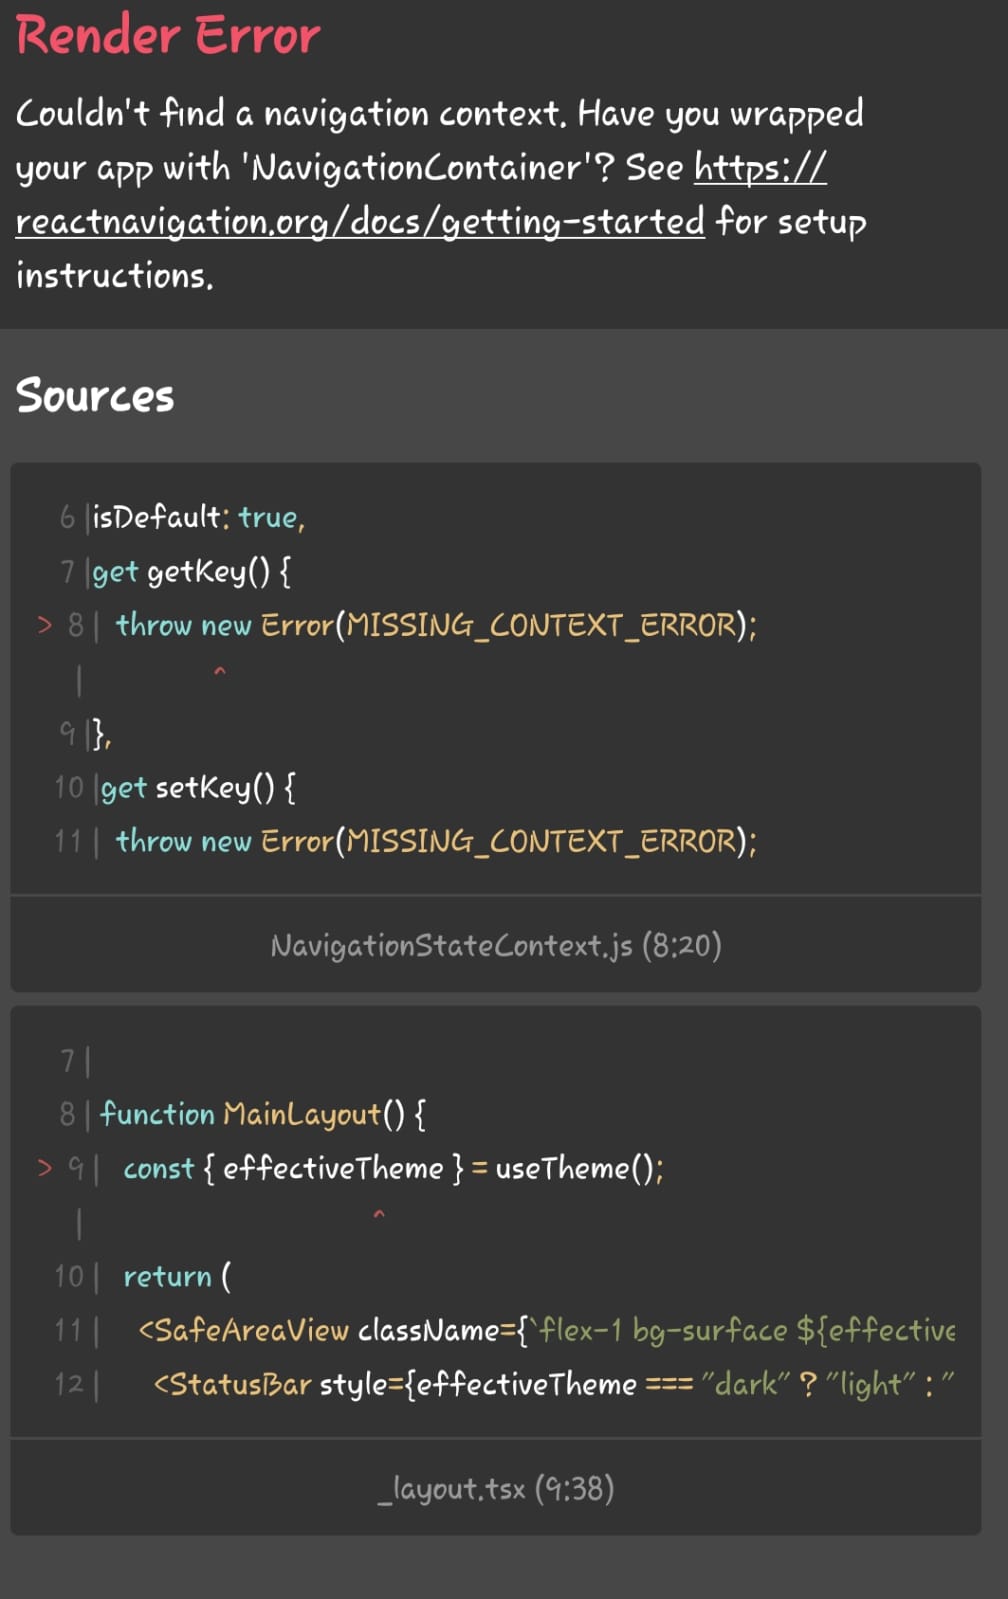 Render Error
Couldn't find a navigation context. Have you wrapped
your app with 'NavigationContainer'? See https://
reactnavigation.org/docs/getting-started for setup
instructions.
Sources
6 |isDefault: true,
7 |get getKey() {
> 8 | throw new Error(MISSING_CONTEXT_ERROR);
| ^
9 |},
10 |get setKey() {
11 | throw new Error(MISSING_CONTEXT_ERROR);
NavigationStateContext.js (8:20)
7 |
8 | function MainLayout() {
> 9 | const { effectiveTheme } = useTheme();
| ^
10 | return (
11 | <SafeAreaView className={`flex-1 bg-surface ${effective
12 | <StatusBar style={effectiveTheme === "dark" ? "light" : "
_layout.tsx (9:38)